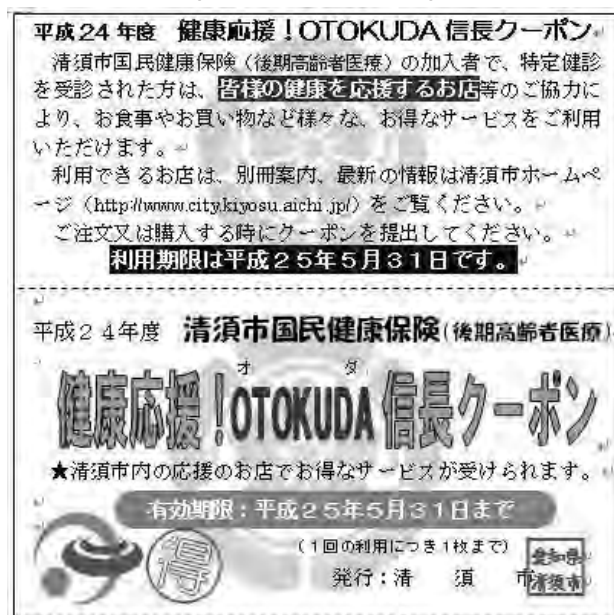 平成24年度 健康応援！OTOKUDA信長クーポン
清須市国民健康保険（後期高齢者医療）の加入者で、特定健診
を受診された方は、皆様の健康を応援するお店等のご協力に
より、お食事やお買い物など様々な、お得なサービスをご利用
いただけます。
利用できるお店は、別冊案内、最新の情報は清須市ホームペ
ージ（http://www.city.kiyosu.aichi.jp/）をご覧ください。
ご注文又は購入する時にクーポンを提出してください。
利用期限は平成２５年５月３１日です。
平成２４年度 清須市国民健康保険(後期高齢者医療)
オ ダ
健康応援！OTOKUDA信長クーポン
★清須市内の応援のお店でお得なサービスが受けられます。
有効期限：平成２５年５月３１日まで
（１回の利用につき１枚まで）
得
発行：清 須 市
愛知県
清須市